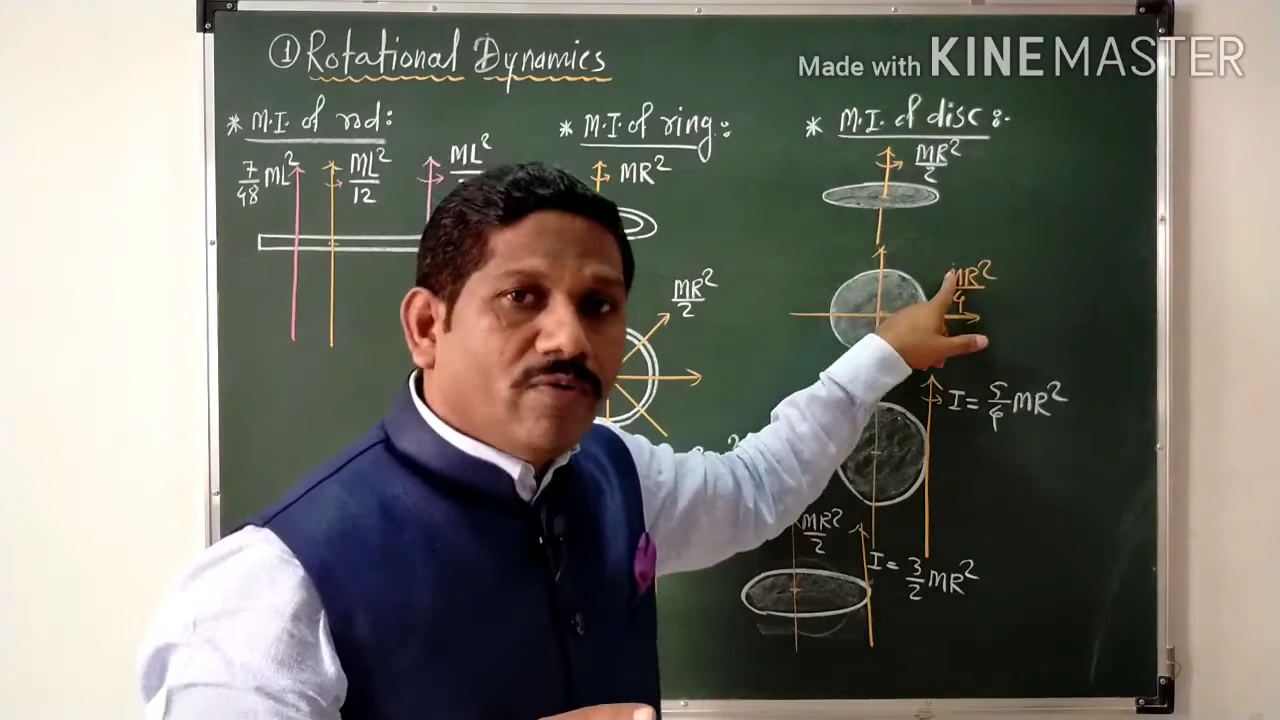 ① Rotational Dynamics
Made with KINEMASTER
* M.I. of rod:
7/48 ML²
ML²/12
ML²
* M.I. of ring:
MR²
MR²/2
* M.I. of disc:-
MR²/2
MR²/4
I = 5/4 MR²
MR²/2
I = 3/2 MR²